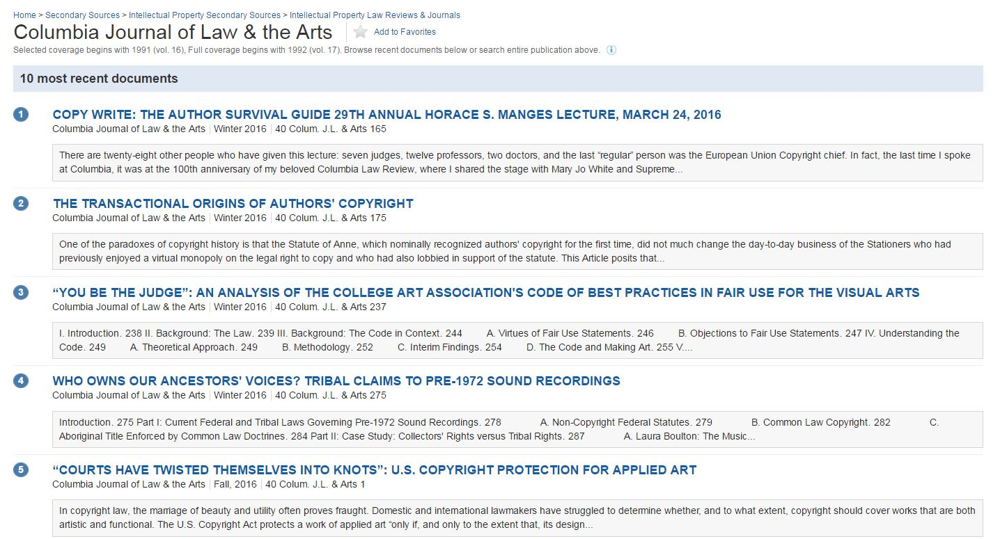 Home > Secondary Sources > Intellectual Property Secondary Sources > Intellectual Property Law Reviews & Journals
Columbia Journal of Law & the Arts Add to Favorites
Selected coverage begins with 1991 (vol. 16), Full coverage begins with 1992 (vol. 17). Browse recent documents below or search entire publication above. i
10 most recent documents
1 COPY WRITE: THE AUTHOR SURVIVAL GUIDE 29TH ANNUAL HORACE S. MANGES LECTURE, MARCH 24, 2016
Columbia Journal of Law & the Arts | Winter 2016 | 40 Colum. J.L. & Arts 165
There are twenty-eight other people who have given this lecture: seven judges, twelve professors, two doctors, and the last “regular” person was the European Union Copyright chief. In fact, the last time I spoke
at Columbia, it was at the 100th anniversary of my beloved Columbia Law Review, where I shared the stage with Mary Jo White and Supreme...
2 THE TRANSACTIONAL ORIGINS OF AUTHORS' COPYRIGHT
Columbia Journal of Law & the Arts | Winter 2016 | 40 Colum. J.L. & Arts 175
One of the paradoxes of copyright history is that the Statute of Anne, which nominally recognized authors' copyright for the first time, did not much change the day-to-day business of the Stationers who had
previously enjoyed a virtual monopoly on the legal right to copy and who had also lobbied in support of the statute. This Article posits that...
3 “YOU BE THE JUDGE”: AN ANALYSIS OF THE COLLEGE ART ASSOCIATION'S CODE OF BEST PRACTICES IN FAIR USE FOR THE VISUAL ARTS
Columbia Journal of Law & the Arts | Winter 2016 | 40 Colum. J.L. & Arts 237
I. Introduction. 238 II. Background: The Law. 239 III. Background: The Code in Context. 244 A. Virtues of Fair Use Statements. 246 B. Objections to Fair Use Statements. 247 IV. Understanding the
Code. 249 A. Theoretical Approach. 249 B. Methodology. 252 C. Interim Findings. 254 D. The Code and Making Art. 255 V....
4 WHO OWNS OUR ANCESTORS' VOICES? TRIBAL CLAIMS TO PRE-1972 SOUND RECORDINGS
Columbia Journal of Law & the Arts | Winter 2016 | 40 Colum. J.L. & Arts 275
Introduction. 275 Part I: Current Federal and Tribal Laws Governing Pre-1972 Sound Recordings. 278 A. Non-Copyright Federal Statutes. 279 B. Common Law Copyright. 282 C.
Aboriginal Title Enforced by Common Law Doctrines. 284 Part II: Case Study: Collectors' Rights versus Tribal Rights. 287 A. Laura Boulton: The Music...
5 “COURTS HAVE TWISTED THEMSELVES INTO KNOTS”: U.S. COPYRIGHT PROTECTION FOR APPLIED ART
Columbia Journal of Law & the Arts | Fall, 2016 | 40 Colum. J.L. & Arts 1
In copyright law, the marriage of beauty and utility often proves fraught. Domestic and international lawmakers have struggled to determine whether, and to what extent, copyright should cover works that are both
artistic and functional. The U.S. Copyright Act protects a work of applied art “only if, and only to the extent that, its design...